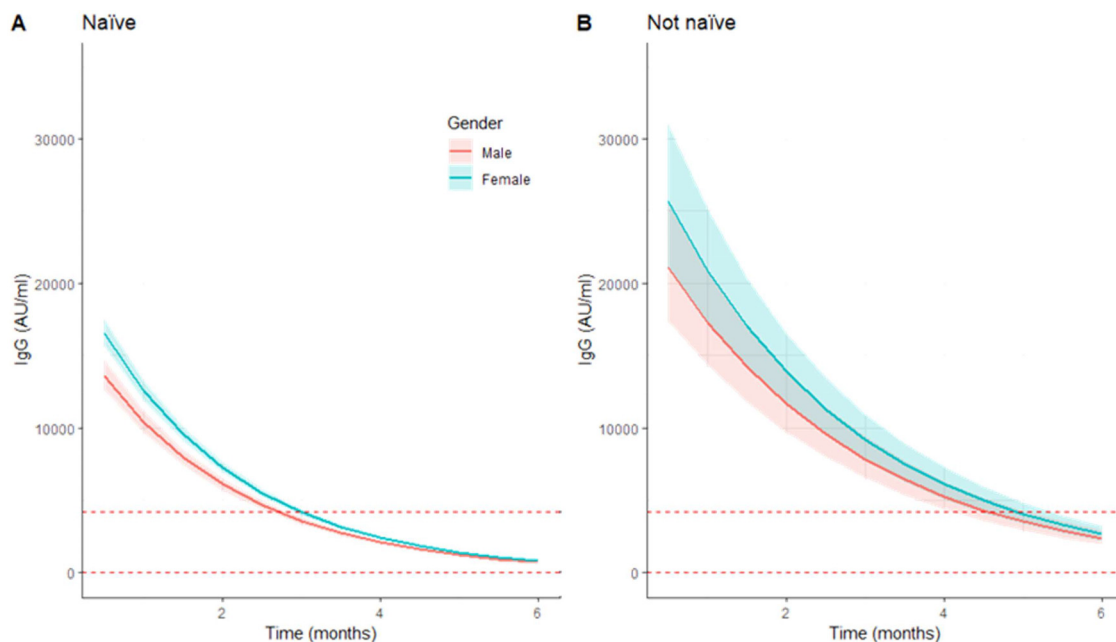 A Naïve
IgG (AU/ml)
30000
20000
10000
0
Gender
Male
Female
2 4 6
Time (months)
B Not naïve
IgG (AU/ml)
30000
20000
10000
0
2 4 6
Time (months)